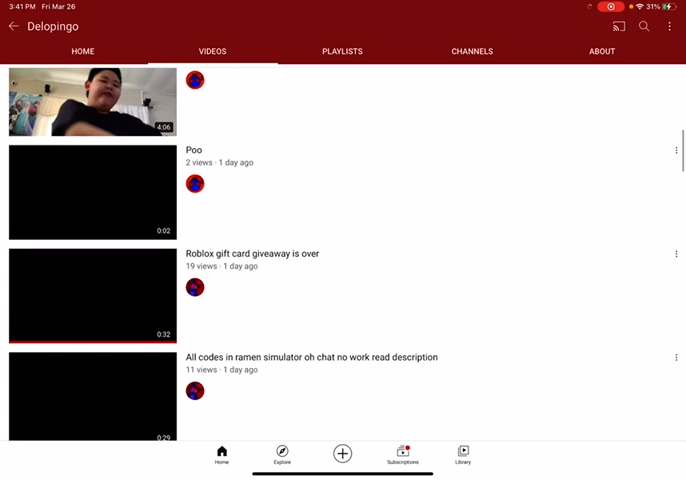 3:41 PM Fri Mar 26
31%
Delopingo
HOME VIDEOS PLAYLISTS CHANNELS ABOUT
4:06
Poo
2 views · 1 day ago
0:02
Roblox gift card giveaway is over
19 views · 1 day ago
0:32
All codes in ramen simulator oh chat no work read description
11 views · 1 day ago
0:29
Home Explore Subscriptions Library